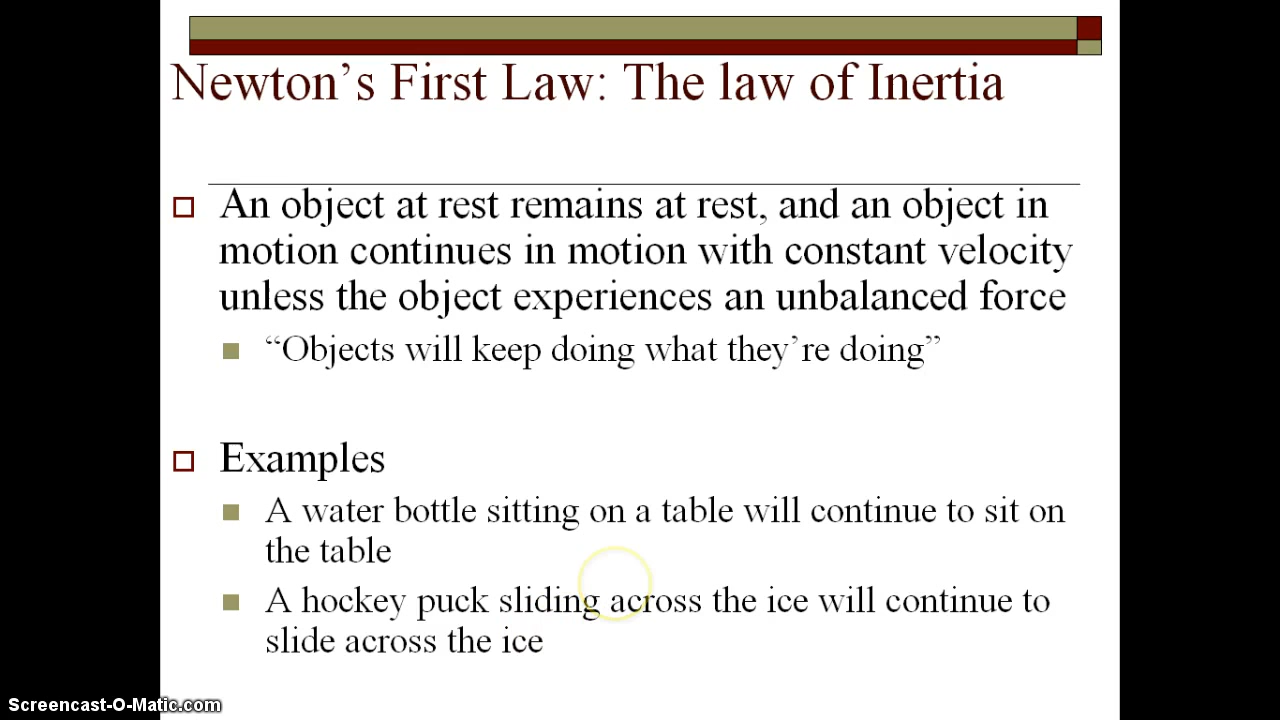 Newton’s First Law: The law of Inertia
An object at rest remains at rest, and an object in
motion continues in motion with constant velocity
unless the object experiences an unbalanced force
“Objects will keep doing what they’re doing”
Examples
A water bottle sitting on a table will continue to sit on
the table
A hockey puck sliding across the ice will continue to
slide across the ice
Screencast-O-Matic.com